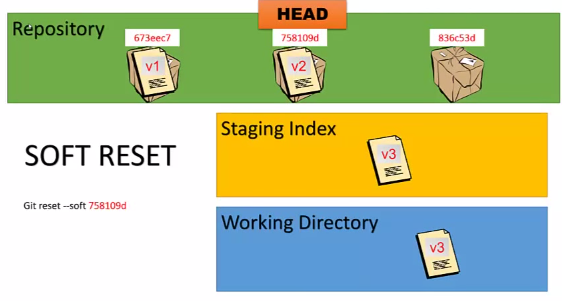 HEAD
Repository
673eec7
758109d
836c53d
v1
v2
Staging Index
v3
SOFT RESET
Git reset --soft 758109d
Working Directory
v3